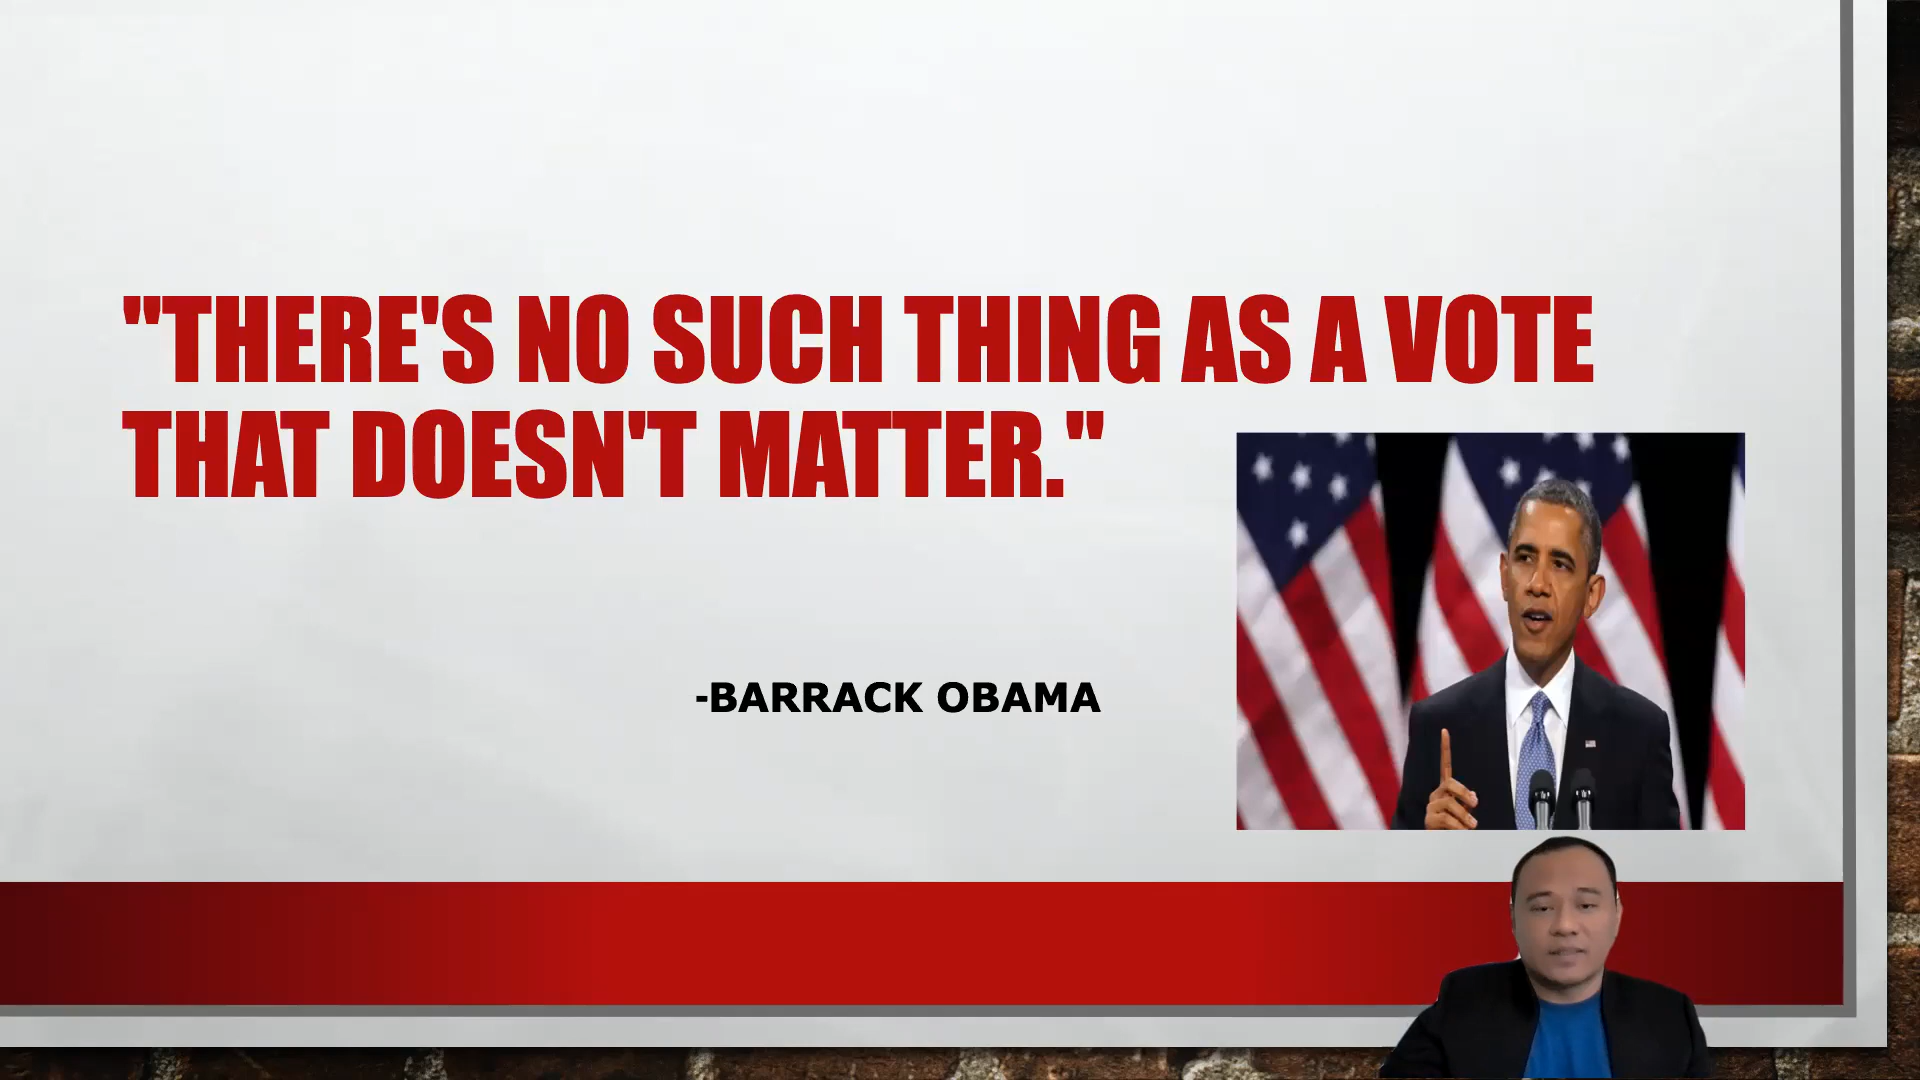 "THERE'S NO SUCH THING AS A VOTE
THAT DOESN'T MATTER."
-BARRACK OBAMA